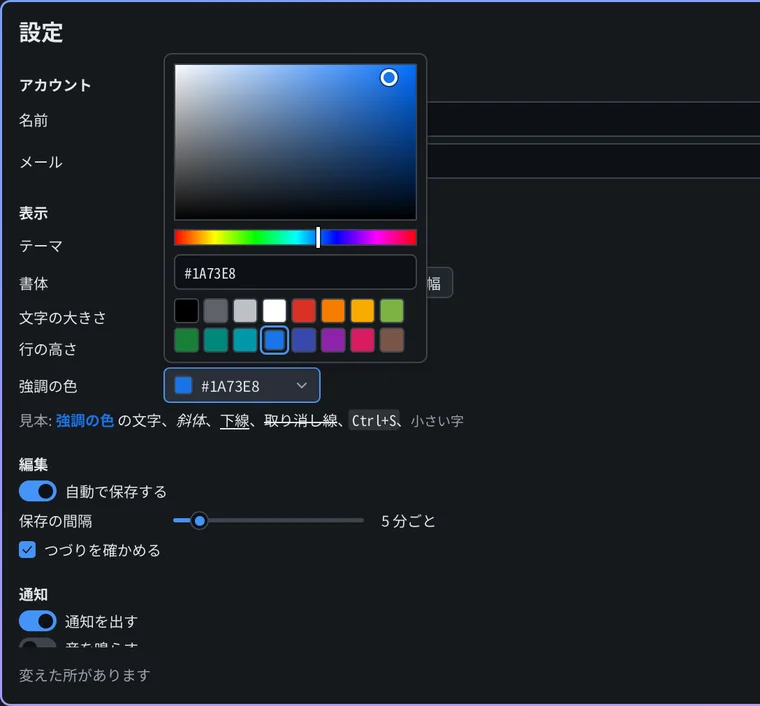 設定
アカウント
名前
メール
表示
テーマ
#1A73E8
書体
幅
文字の大きさ
行の高さ
強調の色
#1A73E8
見本: 強調の色 の文字、斜体、下線、取り消し線、Ctrl+S、小さい字
編集
自動で保存する
保存の間隔
5 分ごと
つづりを確かめる
通知
通知を出す
音を鳴らす
変えた所があります